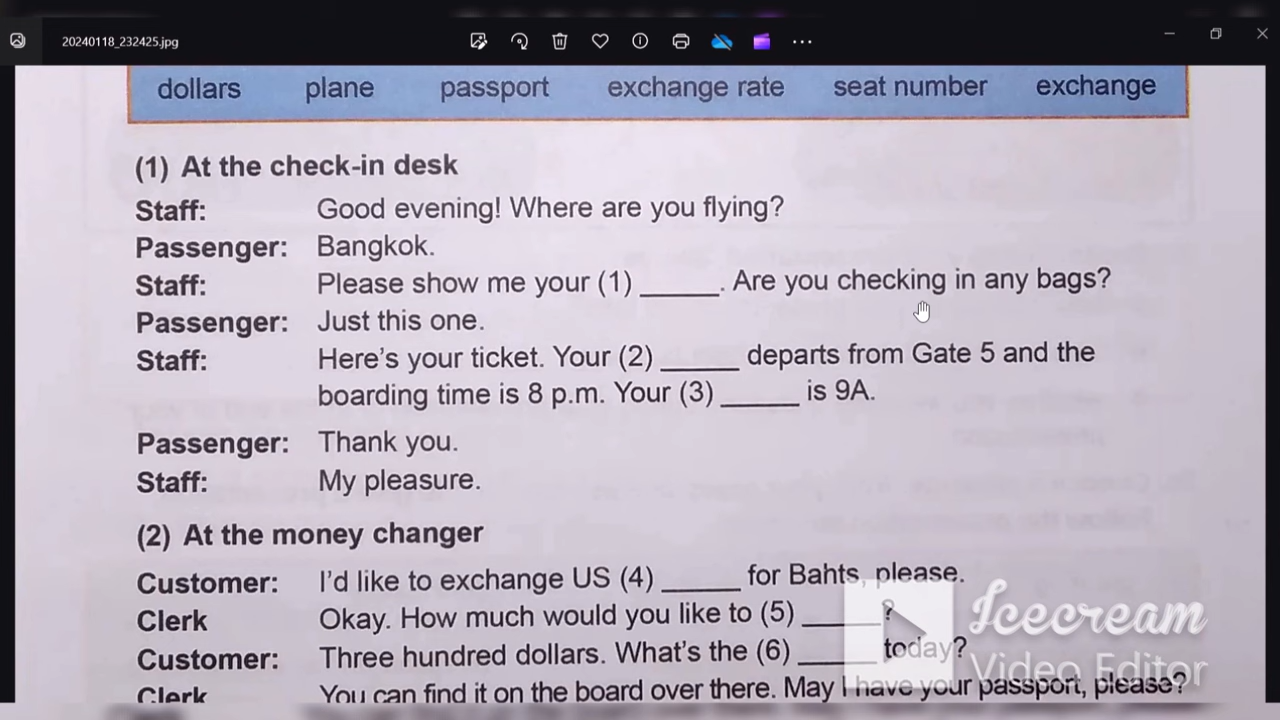 20240118_232425.jpg
dollars plane passport exchange rate seat number exchange
(1) At the check-in desk
Staff: Good evening! Where are you flying?
Passenger: Bangkok.
Staff: Please show me your (1) _____. Are you checking in any bags?
Passenger: Just this one.
Staff: Here's your ticket. Your (2) _____ departs from Gate 5 and the
boarding time is 8 p.m. Your (3) _____ is 9A.
Passenger: Thank you.
Staff: My pleasure.
(2) At the money changer
Customer: I'd like to exchange US (4) _____ for Bahts, please.
Clerk Okay. How much would you like to (5) _____?
Customer: Three hundred dollars. What's the (6) _____ today?
Clerk You can find it on the board over there. May I have your passport, please?
Icecream
Video Editor